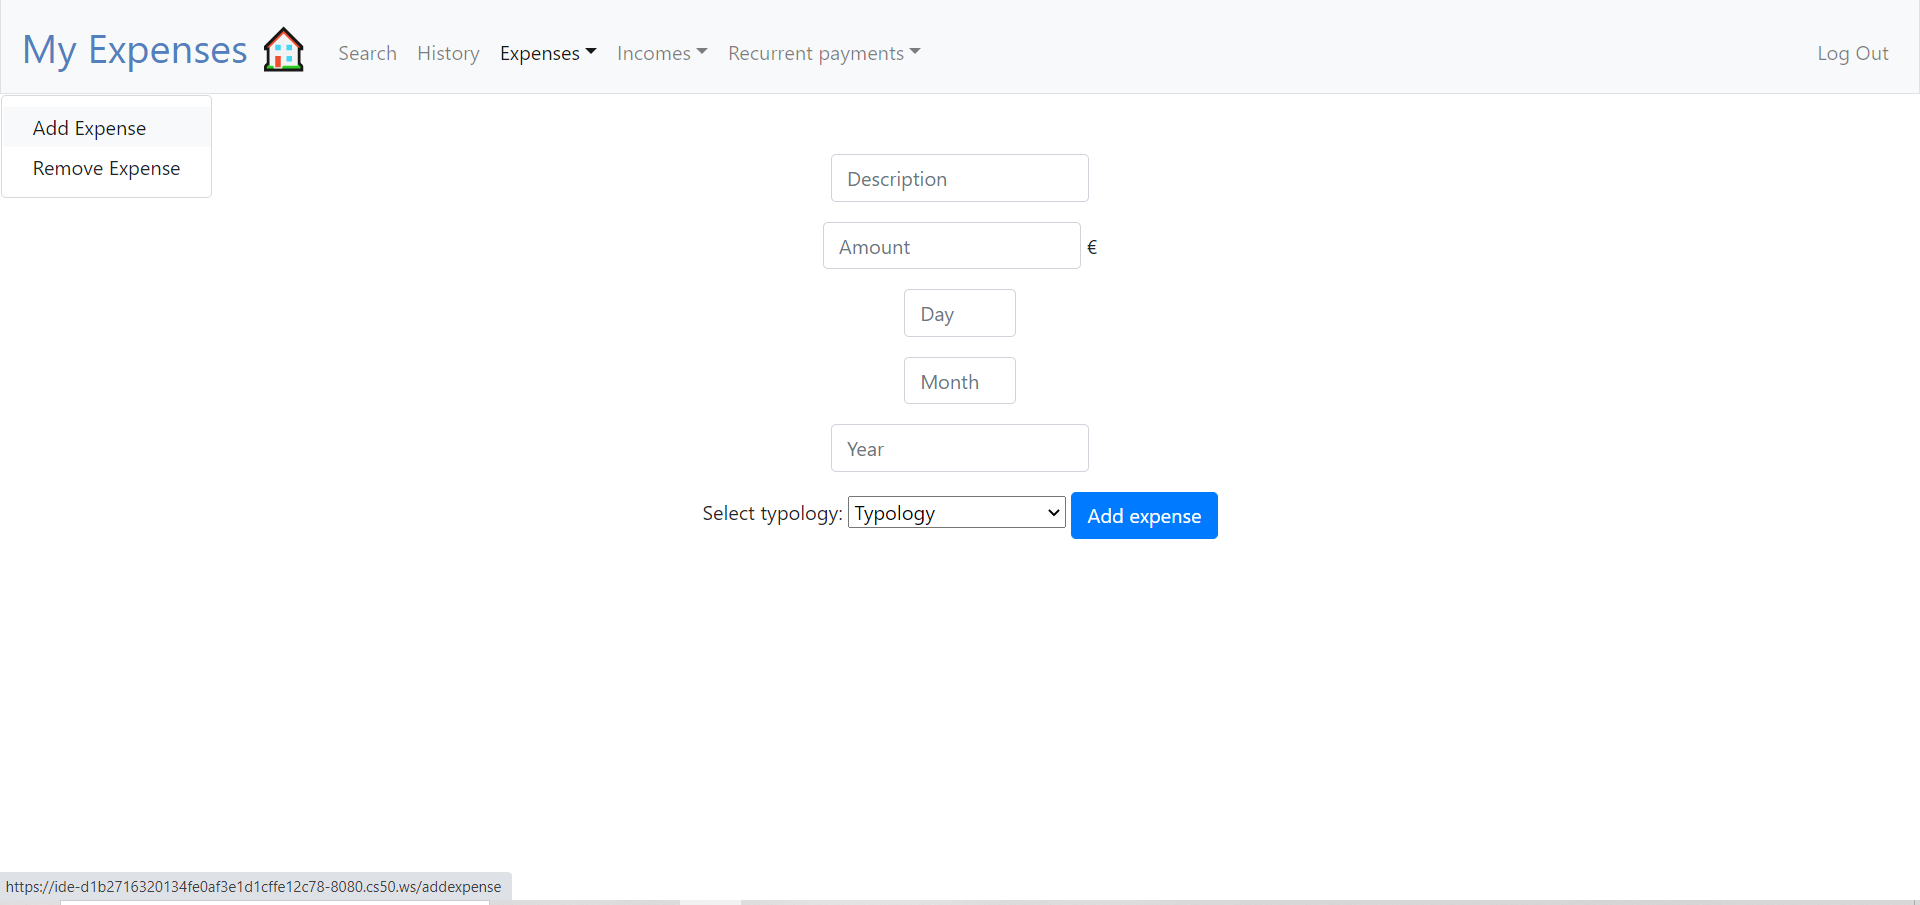 My Expenses Search History Expenses Incomes Recurrent payments Log Out
Add Expense
Remove Expense
Description
Amount €
Day
Month
Year
Select typology: Typology Add expense
https://ide-d1b2716320134fe0af3e1d1cffe12c78-8080.cs50.ws/addexpense